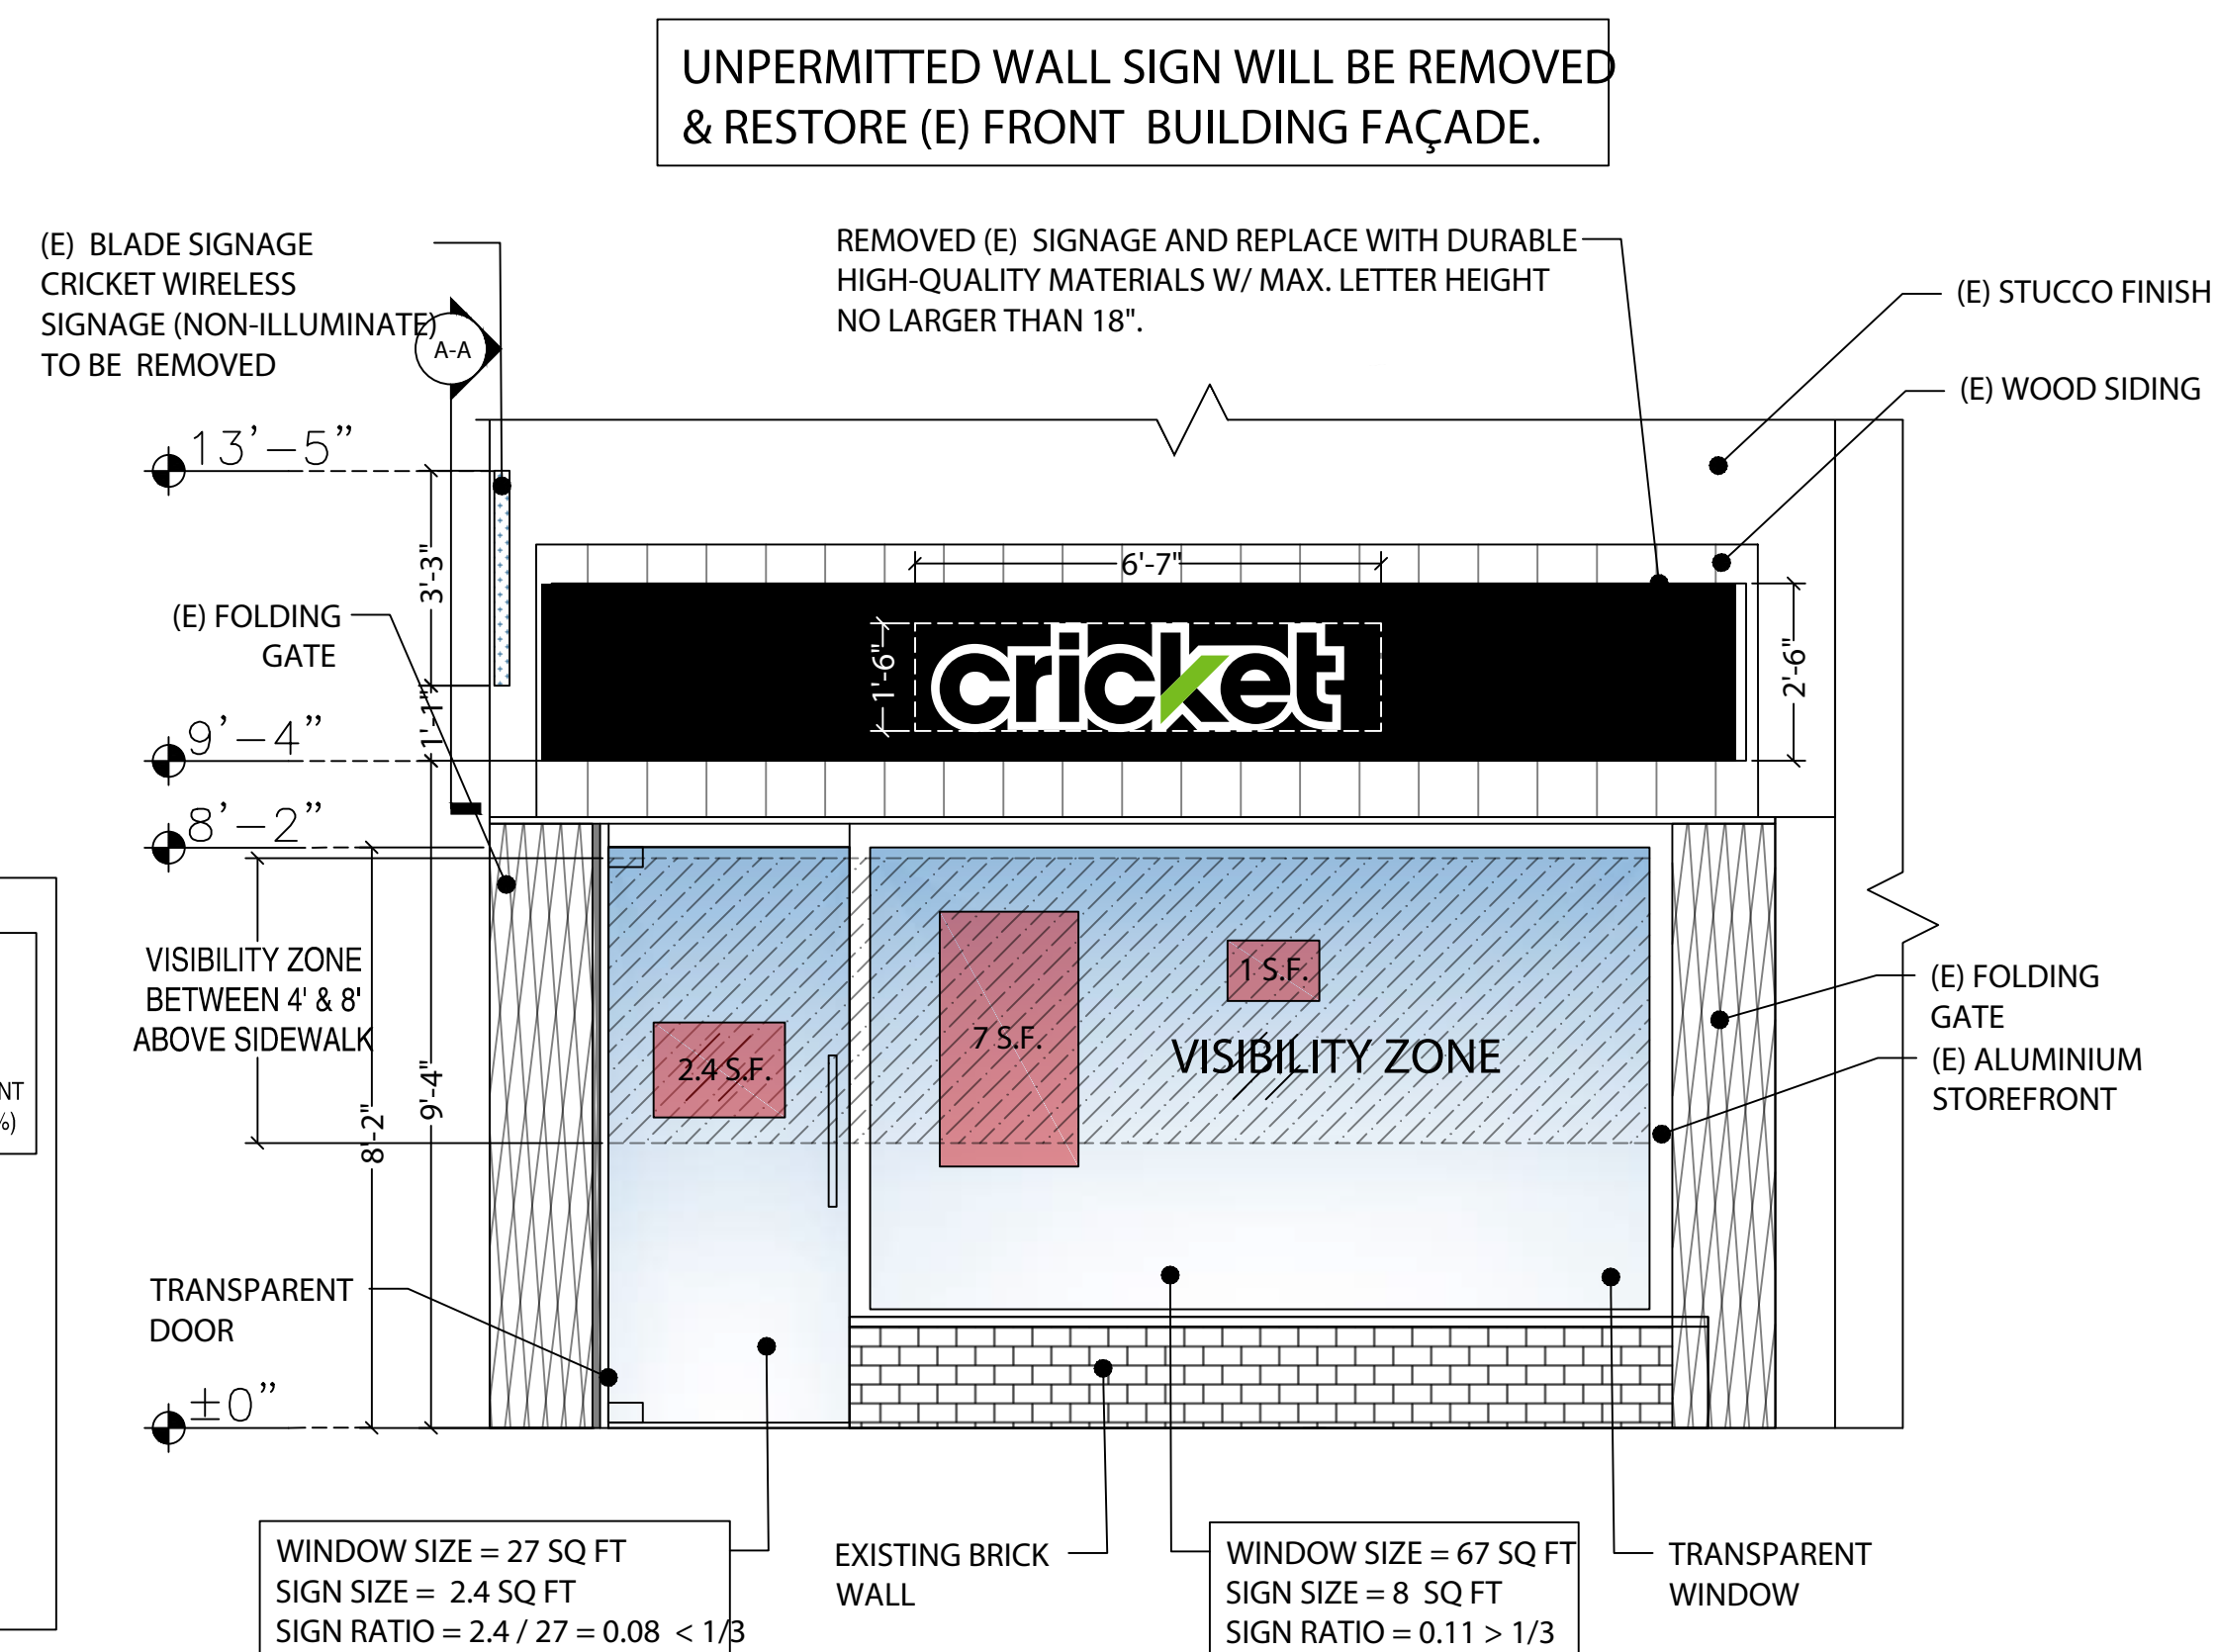 UNPERMITTED WALL SIGN WILL BE REMOVED
& RESTORE (E) FRONT BUILDING FAÇADE.
(E) BLADE SIGNAGE
CRICKET WIRELESS
SIGNAGE (NON-ILLUMINATE)
TO BE REMOVED
A-A
REMOVED (E) SIGNAGE AND REPLACE WITH DURABLE
HIGH-QUALITY MATERIALS W/ MAX. LETTER HEIGHT
NO LARGER THAN 18".
(E) STUCCO FINISH
(E) WOOD SIDING
13'-5"
3'-3"
6'-7"
(E) FOLDING
GATE
1'-6"
cricket
2'-6"
1'-1"
9'-4"
8'-2"
VISIBILITY ZONE
BETWEEN 4' & 8'
ABOVE SIDEWALK
8'-2"
9'-4"
2.4 S.F.
7 S.F.
1 S.F.
VISIBILITY ZONE
(E) FOLDING
GATE
(E) ALUMINIUM
STOREFRONT
NT
%)
TRANSPARENT
DOOR
±0"
WINDOW SIZE = 27 SQ FT
SIGN SIZE = 2.4 SQ FT
SIGN RATIO = 2.4 / 27 = 0.08 < 1/3
EXISTING BRICK
WALL
WINDOW SIZE = 67 SQ FT
SIGN SIZE = 8 SQ FT
SIGN RATIO = 0.11 > 1/3
TRANSPARENT
WINDOW